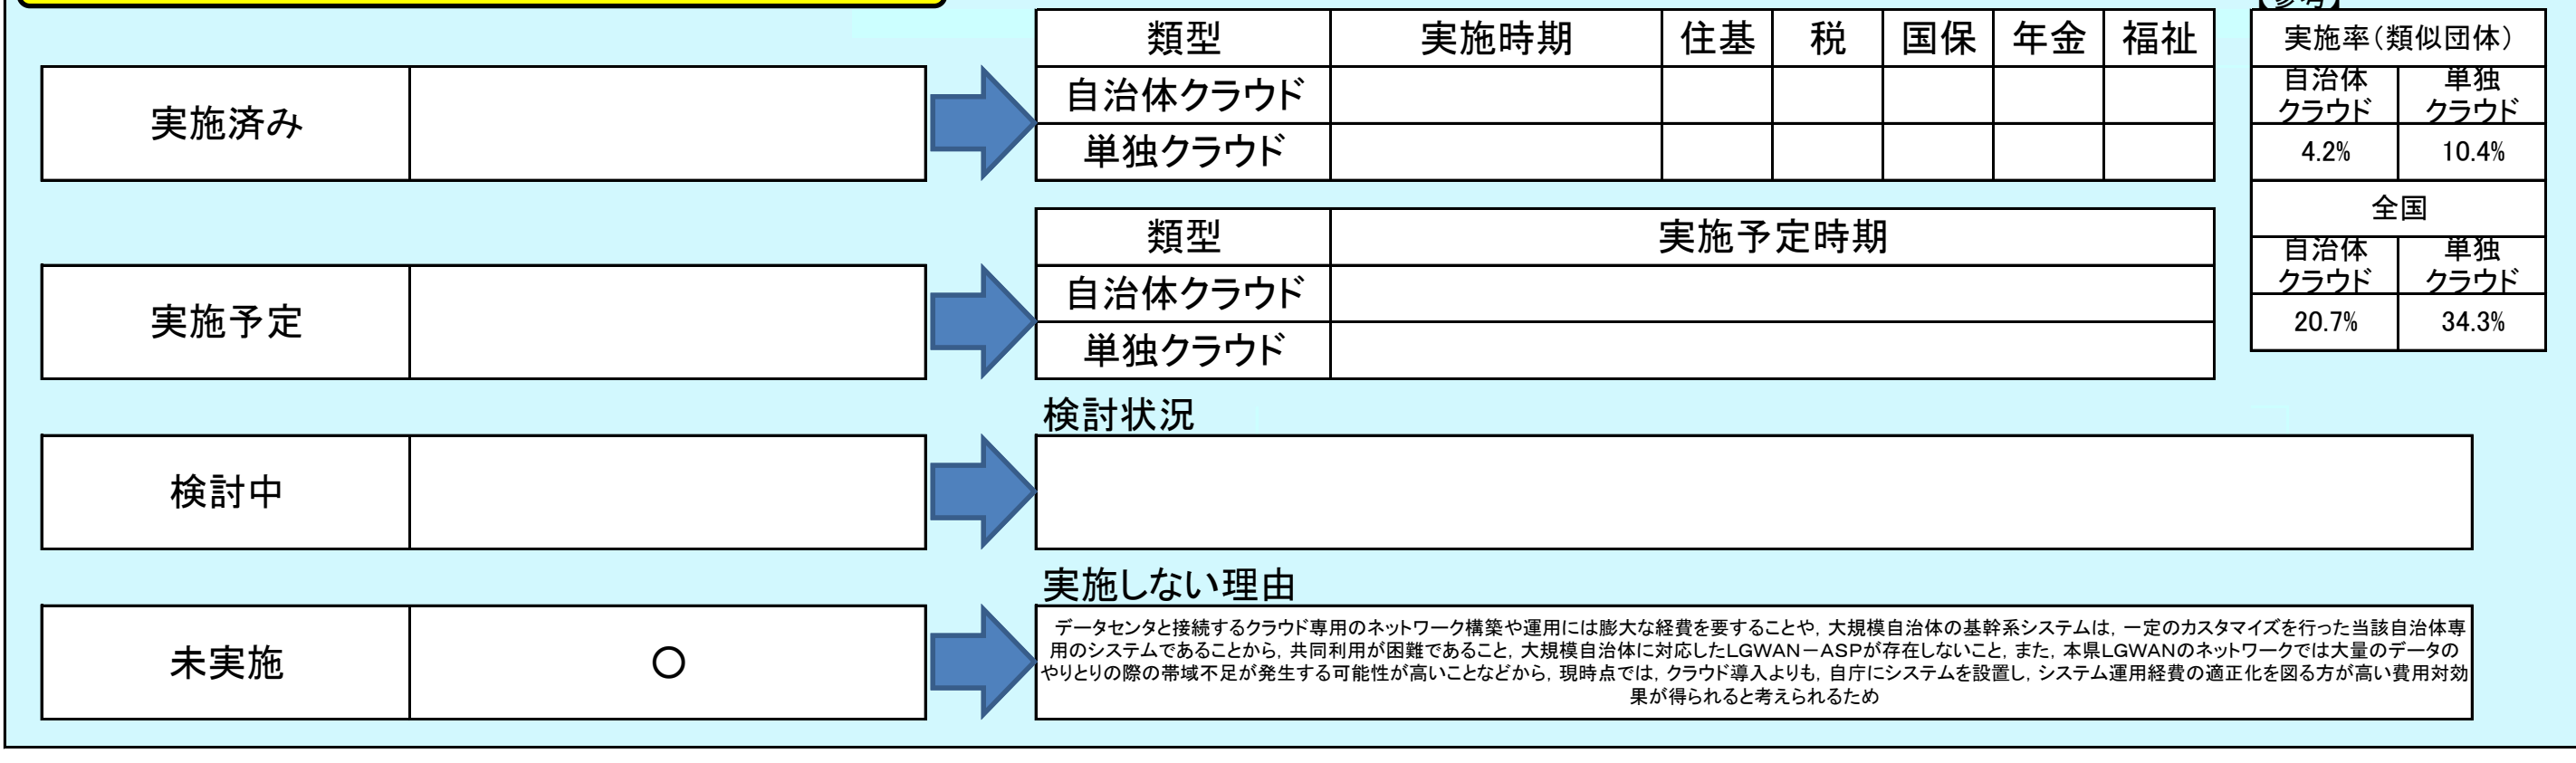 【参考】
類型 実施時期 住基 税 国保 年金 福祉
実施率（類似団体）
実施済み
自治体クラウド
単独クラウド
自治体
クラウド
単独
クラウド
4.2% 10.4%
全国
自治体
クラウド
単独
クラウド
20.7% 34.3%
実施予定
類型 実施予定時期
自治体クラウド
単独クラウド
検討状況
検討中
実施しない理由
未実施 ○
データセンタと接続するクラウド専用のネットワーク構築や運用には膨大な経費を要することや，大規模自治体の基幹系システムは，一定のカスタマイズを行った当該自治体専
用のシステムであることから，共同利用が困難であること，大規模自治体に対応したLGWAN－ASPが存在しないこと，また，本県LGWANのネットワークでは大量のデータの
やりとりの際の帯域不足が発生する可能性が高いことなどから，現時点では，クラウド導入よりも，自庁にシステムを設置し，システム運用経費の適正化を図る方が高い費用対効
果が得られると考えられるため